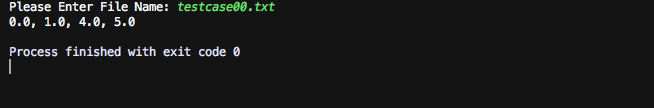 Please Enter File Name: testcase00.txt
0.0, 1.0, 4.0, 5.0
Process finished with exit code 0